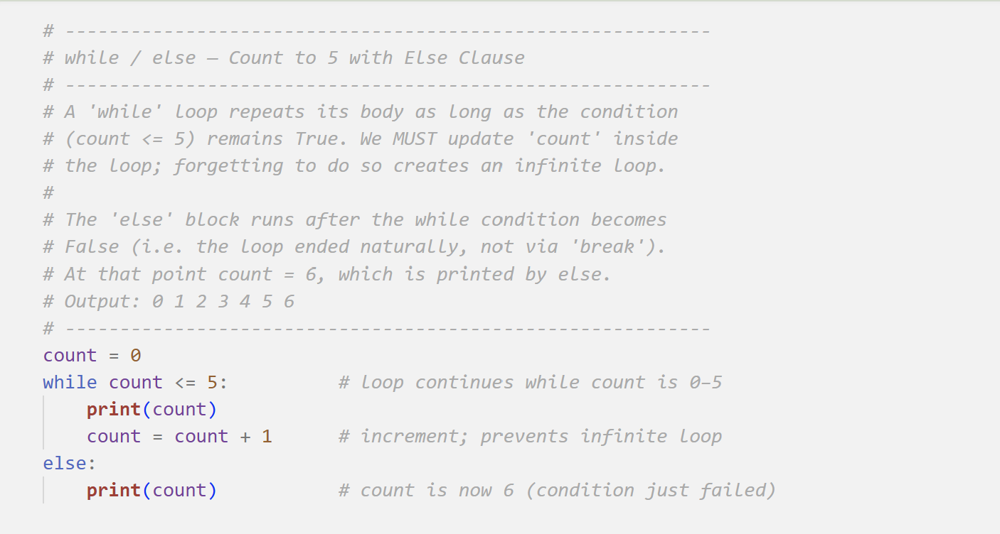 # -----------------------------------------------------------
# while / else — Count to 5 with Else Clause
# -----------------------------------------------------------
# A 'while' loop repeats its body as long as the condition
# (count <= 5) remains True. We MUST update 'count' inside
# the loop; forgetting to do so creates an infinite loop.
#
# The 'else' block runs after the while condition becomes
# False (i.e. the loop ended naturally, not via 'break').
# At that point count = 6, which is printed by else.
# Output: 0 1 2 3 4 5 6
# -----------------------------------------------------------
count = 0
while count <= 5:          # loop continues while count is 0–5
    print(count)
    count = count + 1      # increment; prevents infinite loop
else:
    print(count)           # count is now 6 (condition just failed)